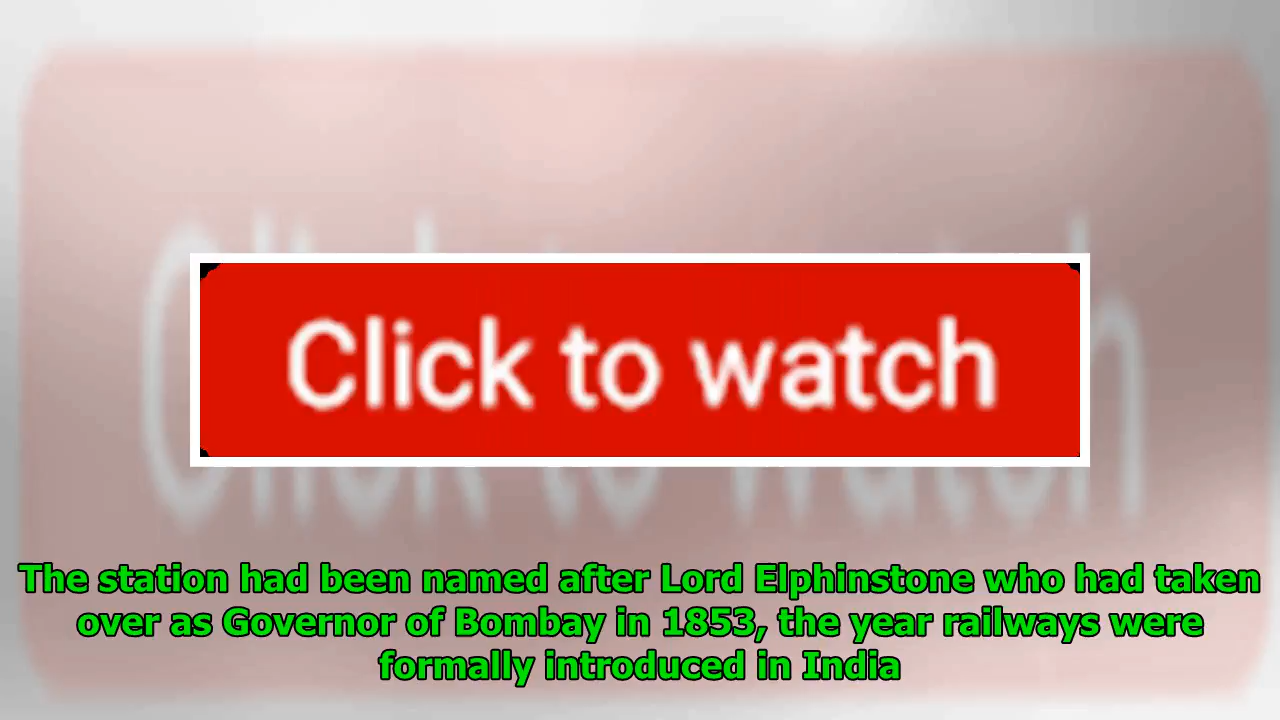 Click to watch
The station had been named after Lord Elphinstone who had taken
over as Governor of Bombay in 1853, the year railways were
formally introduced in India